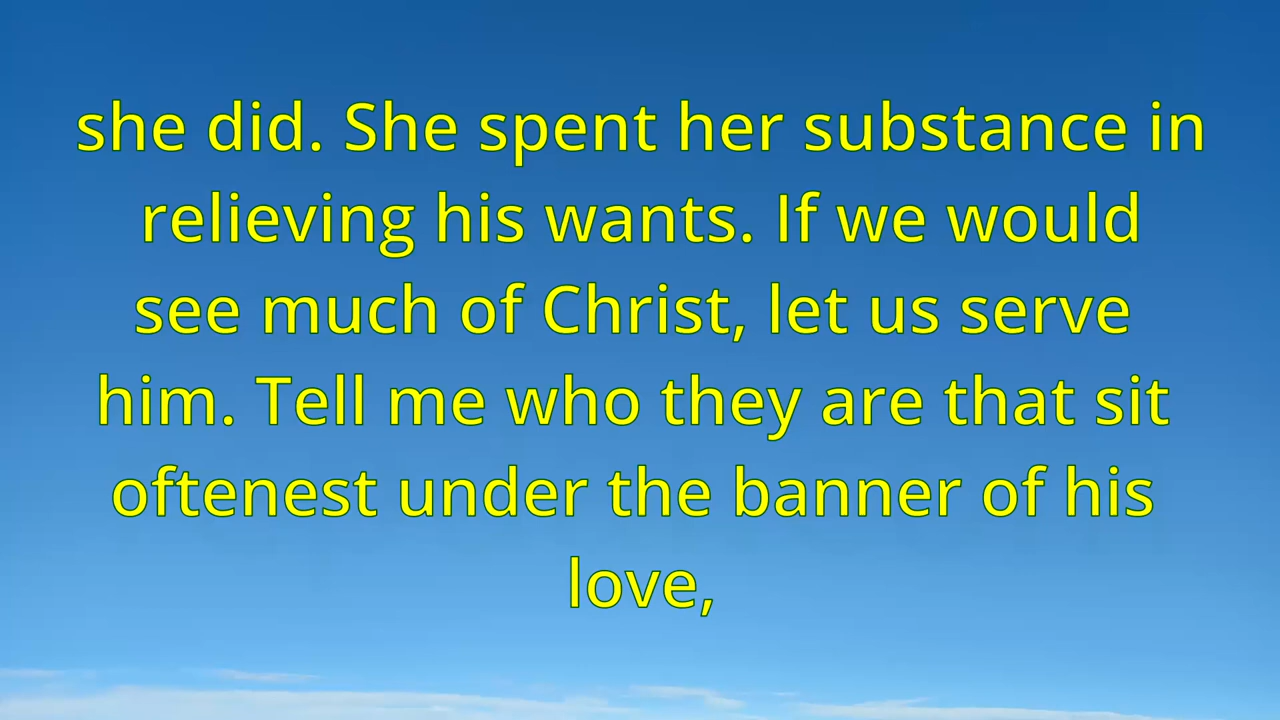 she did. She spent her substance in
relieving his wants. If we would
see much of Christ, let us serve
him. Tell me who they are that sit
oftenest under the banner of his
love,